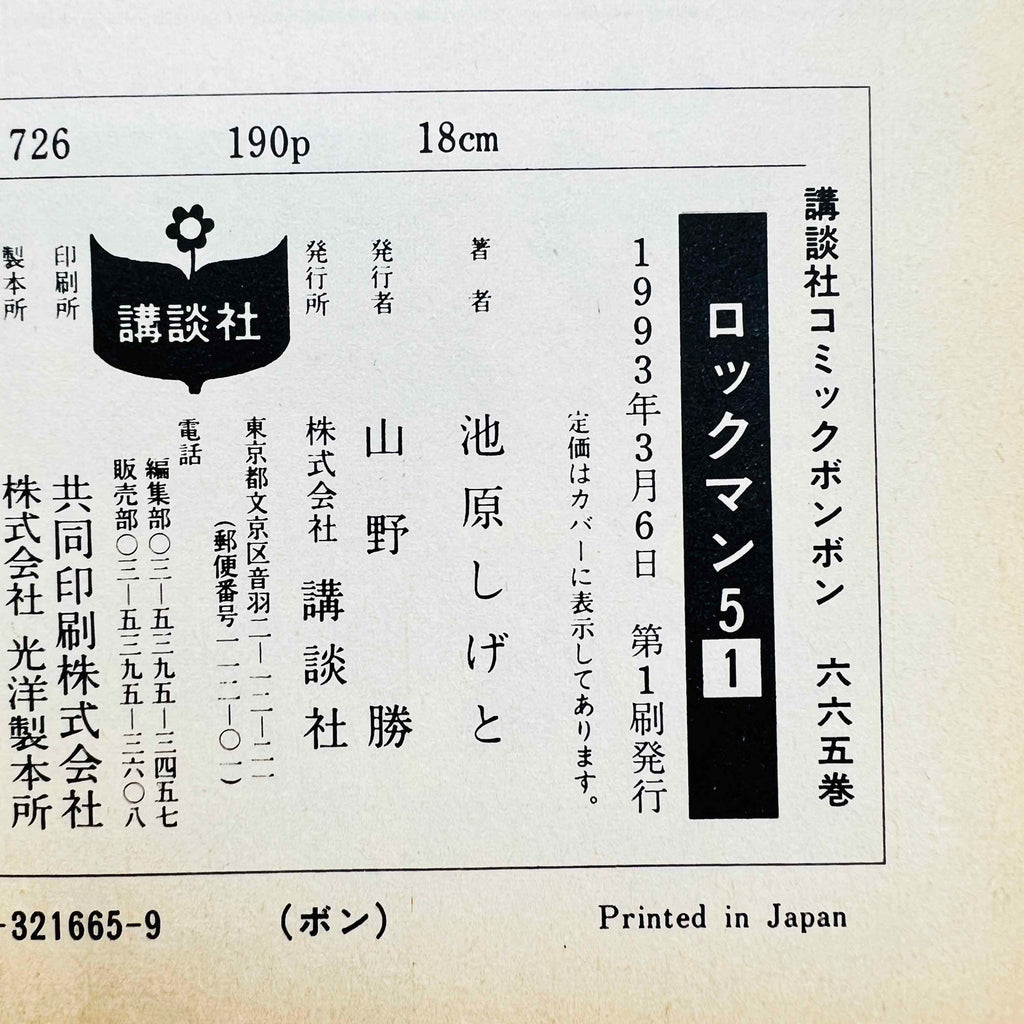 726 190p 18cm
講談社コミックボンボン 六六五巻
ロックマン5 1
1993年3月6日 第1刷発行
定価はカバーに表示してあります。
著者 池原しげと
発行者 山野 勝
発行所 株式会社 講談社
東京都文京区音羽二―一二―二一
(郵便番号一一二―〇一)
電話
編集部〇三―五三九五―三四五七
販売部〇三―五三九五―三六〇八
講談社
印刷所 共同印刷株式会社
製本所 株式会社 光洋製本所
-321665-9 (ボン) Printed in Japan